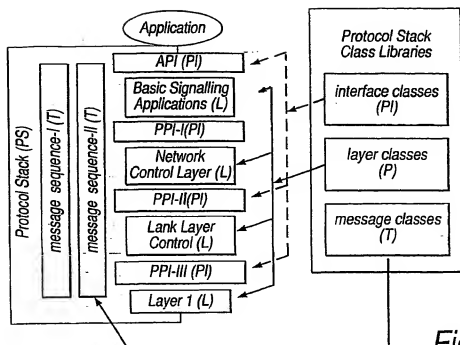 Application
API (PI)
Basic Signalling
Applications (L)
PPI-I(PI)
Network
Control Layer (L)
PPI-II(PI)
Lank Layer
Control (L)
PPI-III (PI)
Layer 1 (L)
Protocol Stack (PS)
message sequence-I (T)
message sequence-II (T)
Protocol Stack
Class Libraries
interface classes
(PI)
layer classes
(P)
message classes
(T)